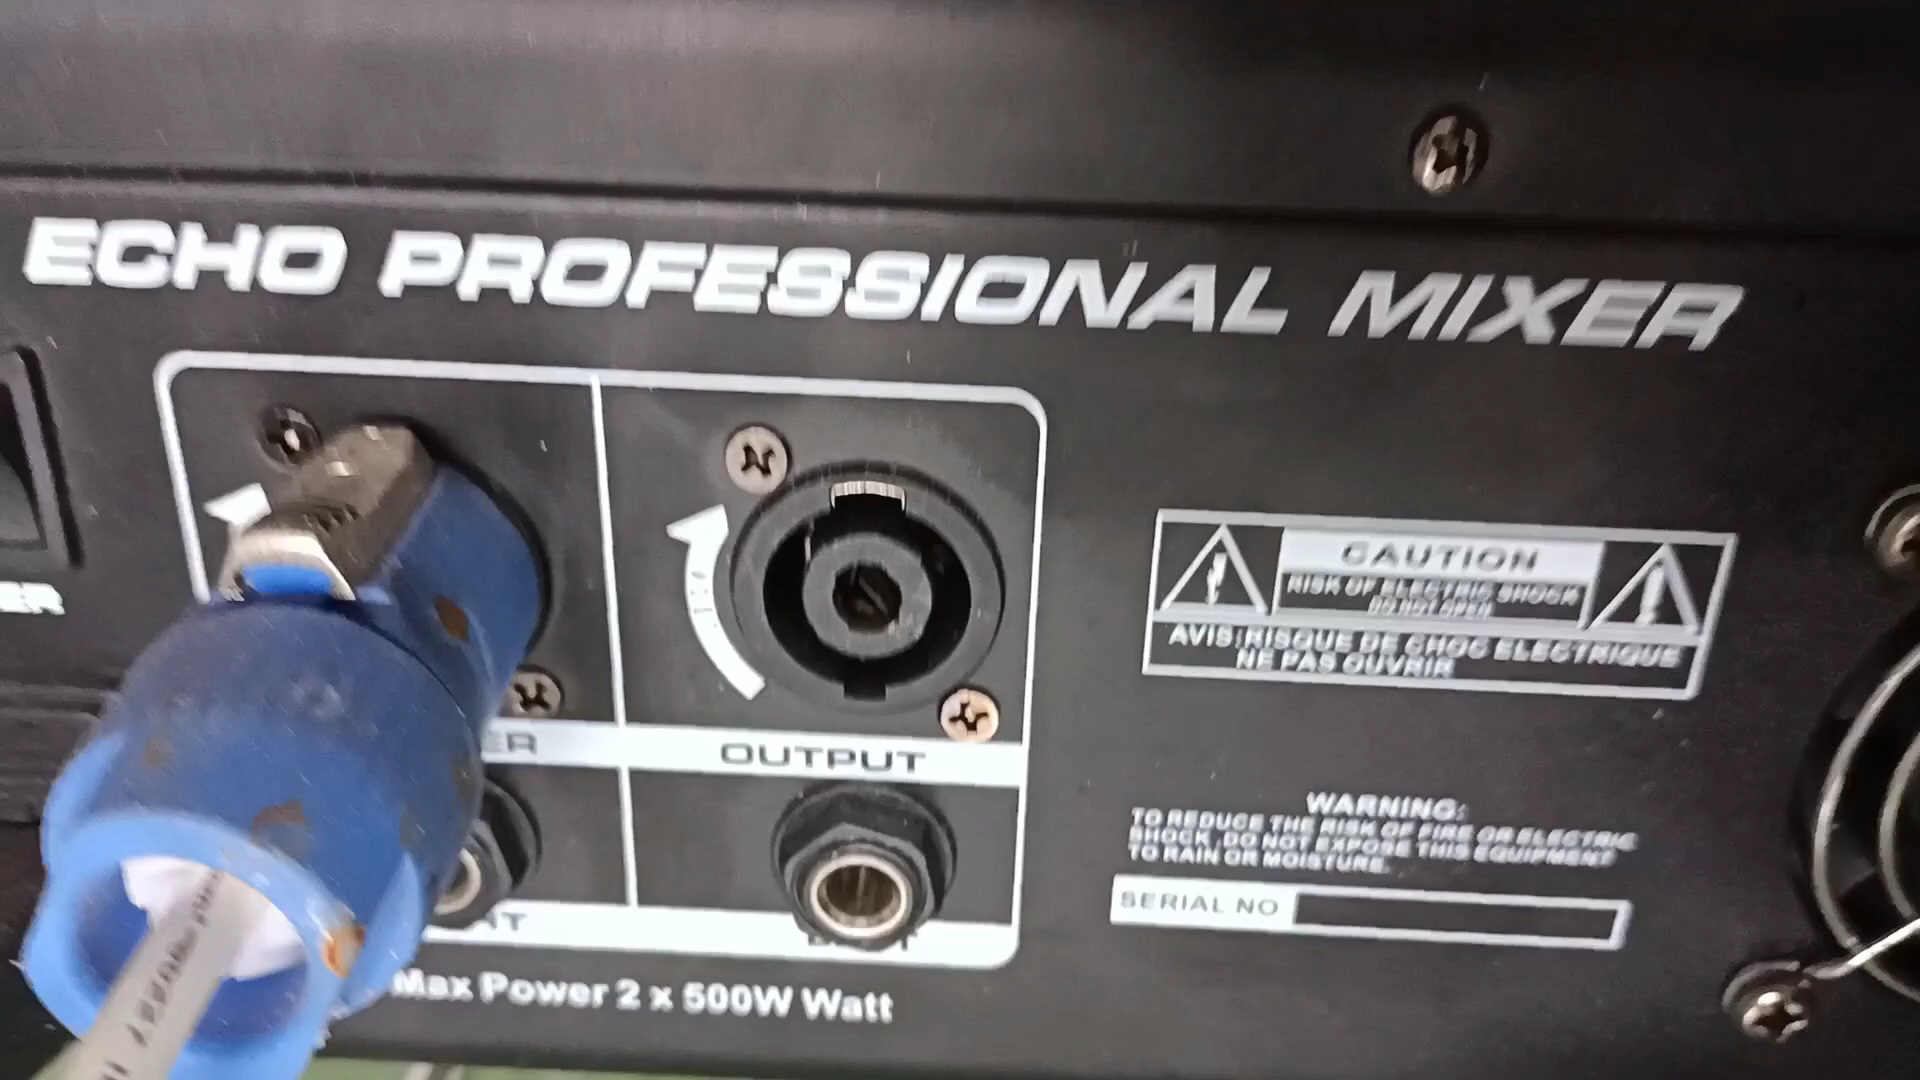 ECHO PROFESSIONAL MIXER
CAUTION
RISK OF ELECTRIC SHOCK
DO NOT OPEN
AVIS: RISQUE DE CHOC ELECTRIQUE
NE PAS OUVRIR
ER
ER
OUTPUT
WARNING:
TO REDUCE THE RISK OF FIRE OR ELECTRIC
SHOCK, DO NOT EXPOSE THIS EQUIPMENT
TO RAIN OR MOISTURE.
SERIAL NO
Max Power 2 x 500W Watt